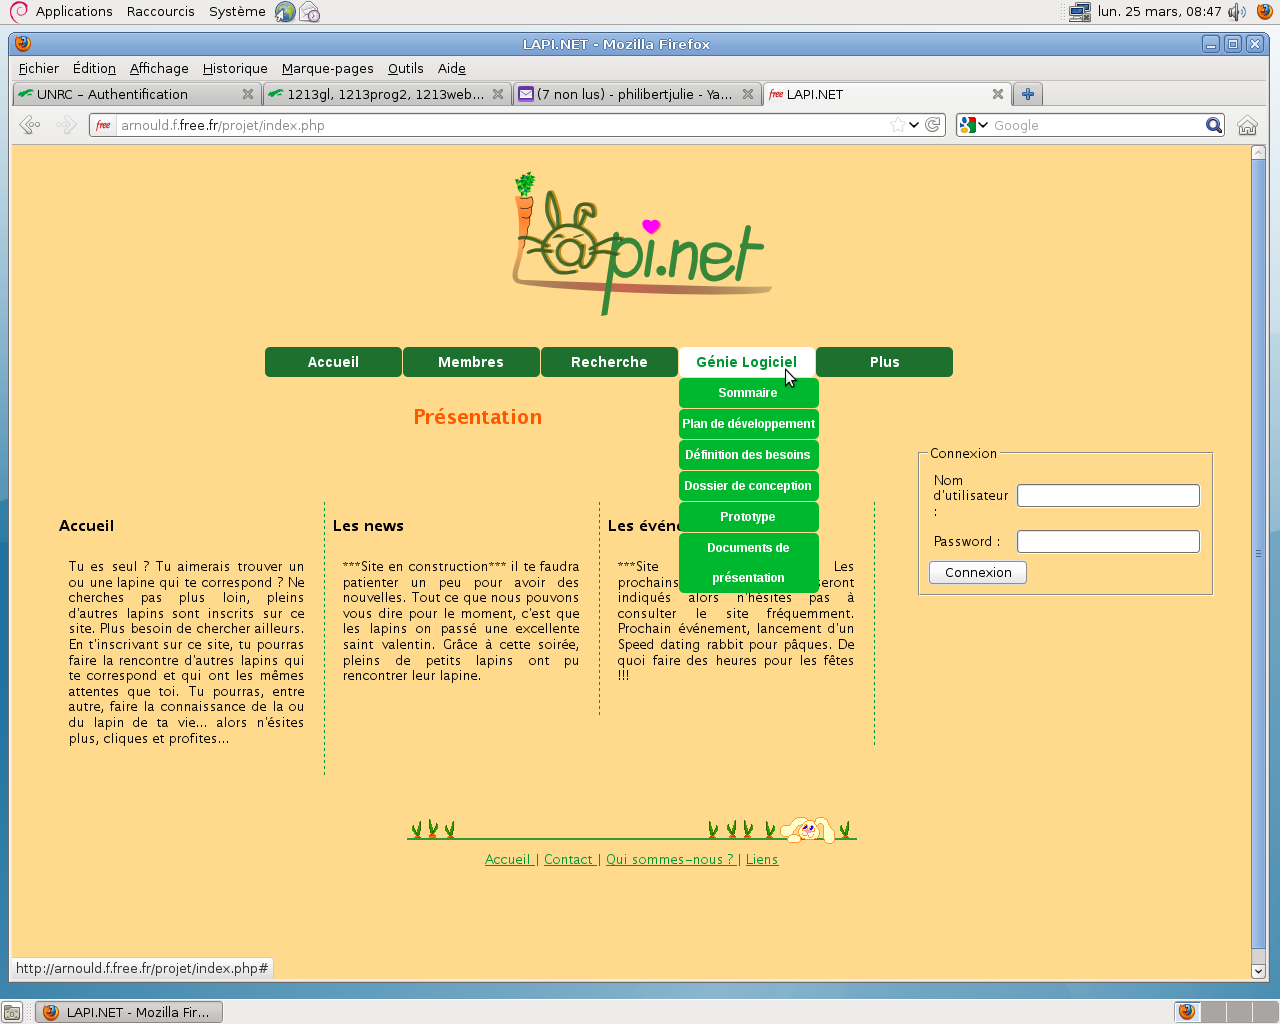 Applications Raccourcis Système lun. 25 mars, 08:47
LAPI.NET - Mozilla Firefox
Fichier Édition Affichage Historique Marque-pages Outils Aide
UNRC – Authentification 1213gl, 1213prog2, 1213web... (7 non lus) - philibertjulie - Ya... free LAPI.NET
free arnould.f.free.fr/projet/index.php Google
l@pi.net
Accueil Membres Recherche Génie Logiciel Plus
Sommaire
Plan de développement
Définition des besoins
Dossier de conception
Prototype
Documents de
présentation
Présentation
Connexion
Nom
d'utilisateur
:
Password :
Connexion
Accueil
Tu es seul ? Tu aimerais trouver un
ou une lapine qui te correspond ? Ne
cherches pas plus loin, pleins
d'autres lapins sont inscrits sur ce
site. Plus besoin de chercher ailleurs.
En t'inscrivant sur ce site, tu pourras
faire la rencontre d'autres lapins qui
te correspond et qui ont les mêmes
attentes que toi. Tu pourras, entre
autre, faire la connaissance de la ou
du lapin de ta vie... alors n'ésites
plus, cliques et profites...
Les news
***Site en construction*** il te faudra
patienter un peu pour avoir des
nouvelles. Tout ce que nous pouvons
vous dire pour le moment, c'est que
les lapins on passé une excellente
saint valentin. Grâce à cette soirée,
pleins de petits lapins ont pu
rencontrer leur lapine.
Les
***Site Les
prochains seront
indiqués alors n'hésites pas à
consulter le site fréquemment.
Prochain événement, lancement d'un
Speed dating rabbit pour pâques. De
quoi faire des heures pour les fêtes
!!!
Accueil | Contact | Qui sommes-nous ? | Liens
http://arnould.f.free.fr/projet/index.php#
LAPI.NET - Mozilla Fir...